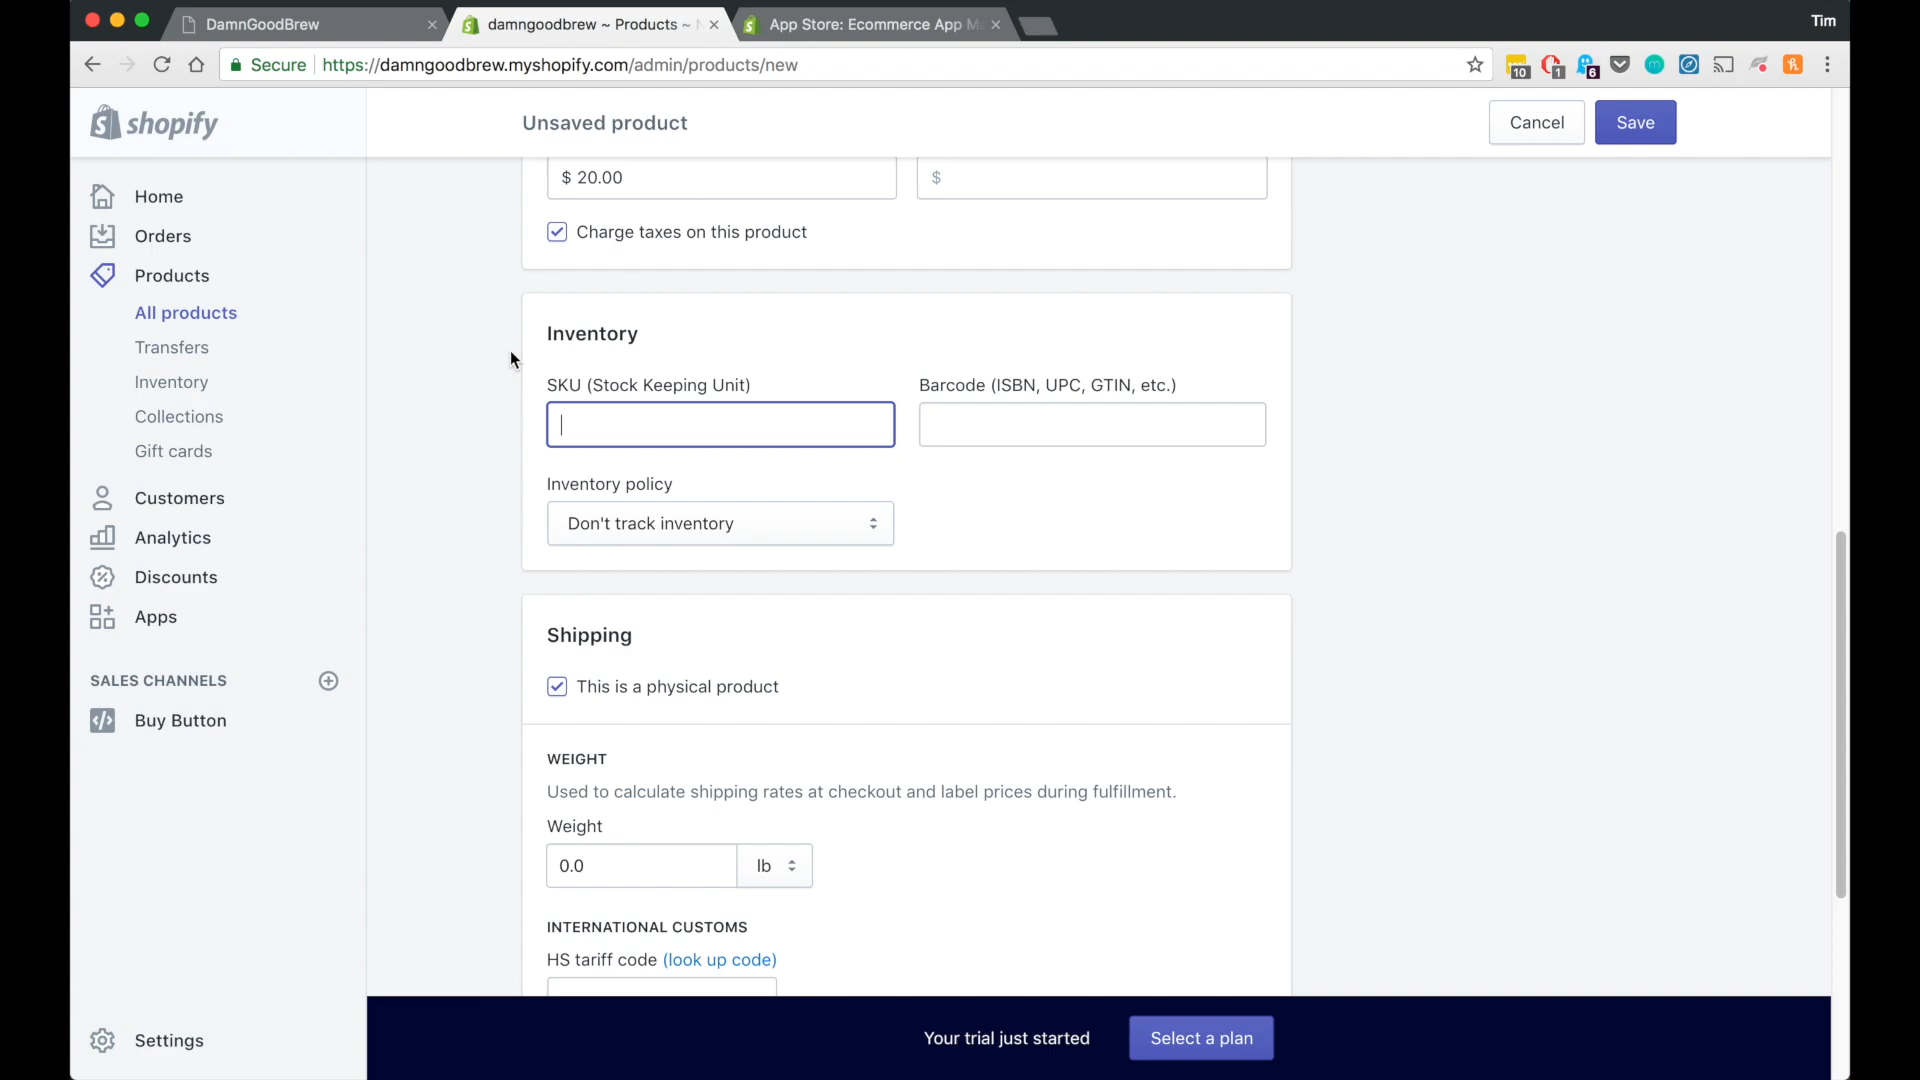 DamnGoodBrew
damngoodbrew ~ Products ~
App Store: Ecommerce App
Tim
Secure
https://damngoodbrew.myshopify.com/admin/products/new
10
1
6
shopify
Unsaved product
Cancel
Save
Home
Orders
Products
All products
Transfers
Inventory
Collections
Gift cards
Customers
Analytics
Discounts
Apps
SALES CHANNELS
Buy Button
Settings
$ 20.00
$
Charge taxes on this product
Inventory
SKU (Stock Keeping Unit)
Barcode (ISBN, UPC, GTIN, etc.)
Inventory policy
Don't track inventory
Shipping
This is a physical product
WEIGHT
Used to calculate shipping rates at checkout and label prices during fulfillment.
Weight
0.0
lb
INTERNATIONAL CUSTOMS
HS tariff code (look up code)
Your trial just started
Select a plan